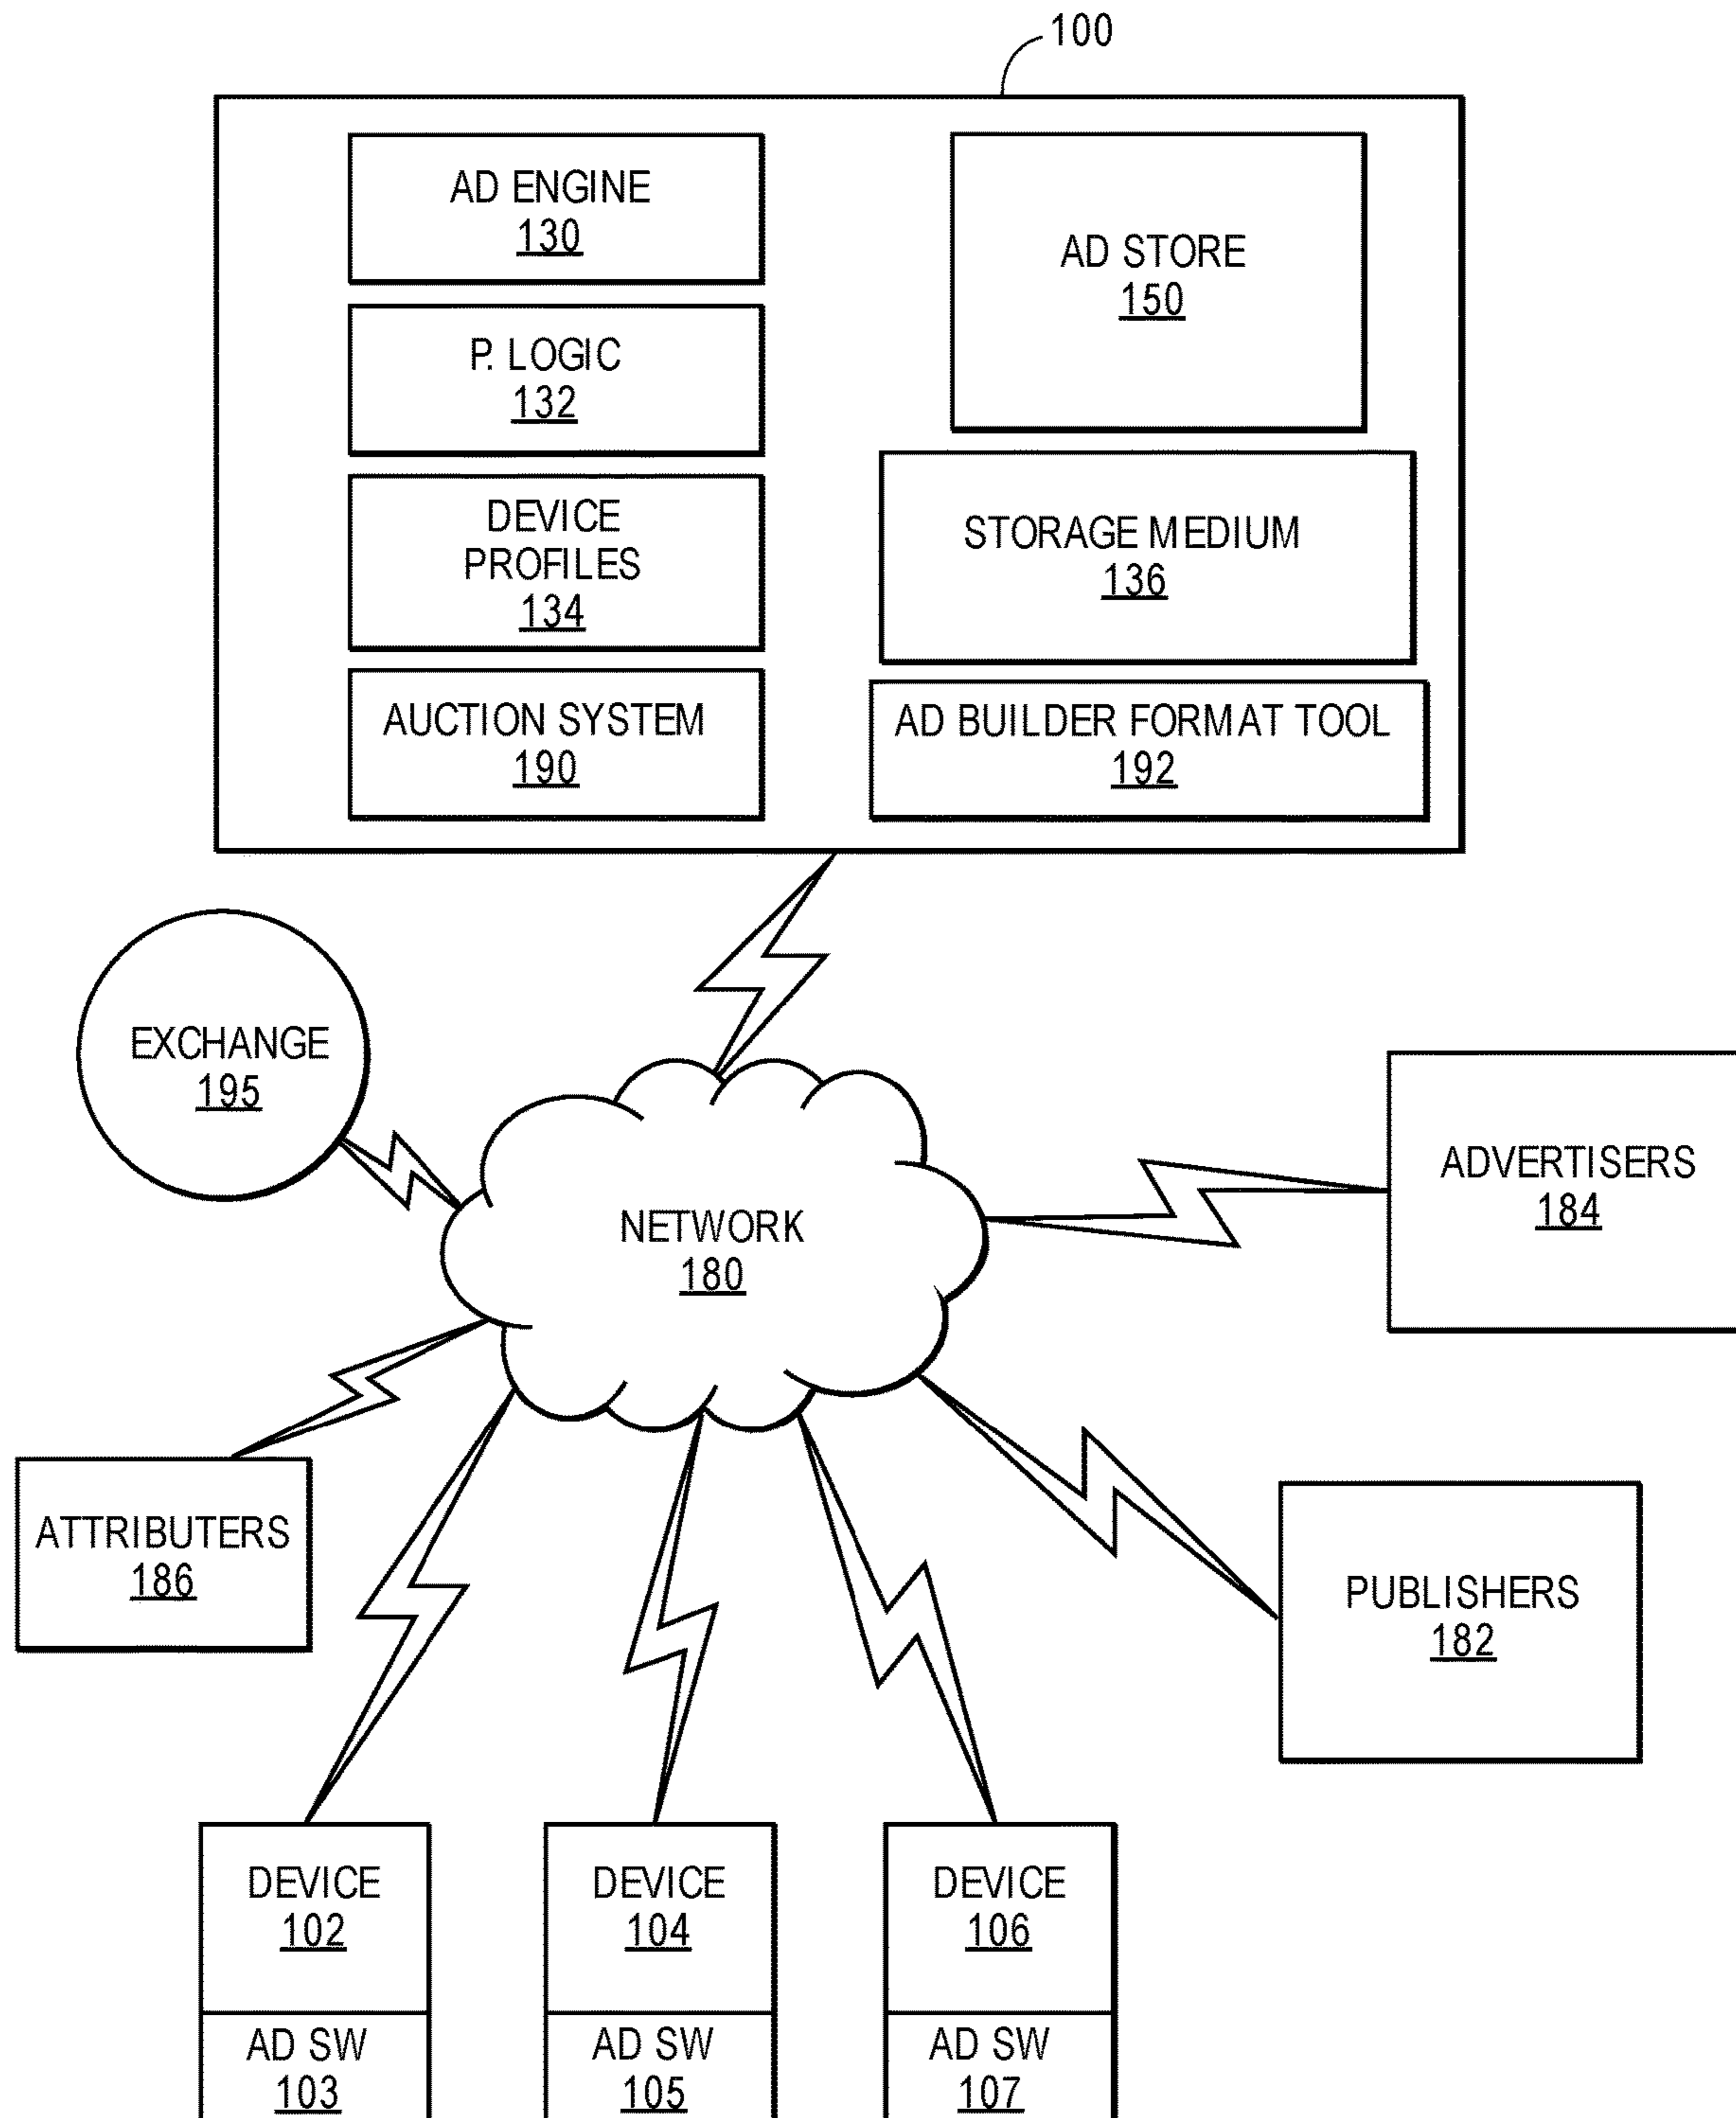 100
AD ENGINE
130
AD STORE
150
P. LOGIC
132
DEVICE
PROFILES
134
STORAGE MEDIUM
136
AUCTION SYSTEM
190
AD BUILDER FORMAT TOOL
192
EXCHANGE
195
NETWORK
180
ADVERTISERS
184
ATTRIBUTERS
186
PUBLISHERS
182
DEVICE
102
AD SW
103
DEVICE
104
AD SW
105
DEVICE
106
AD SW
107